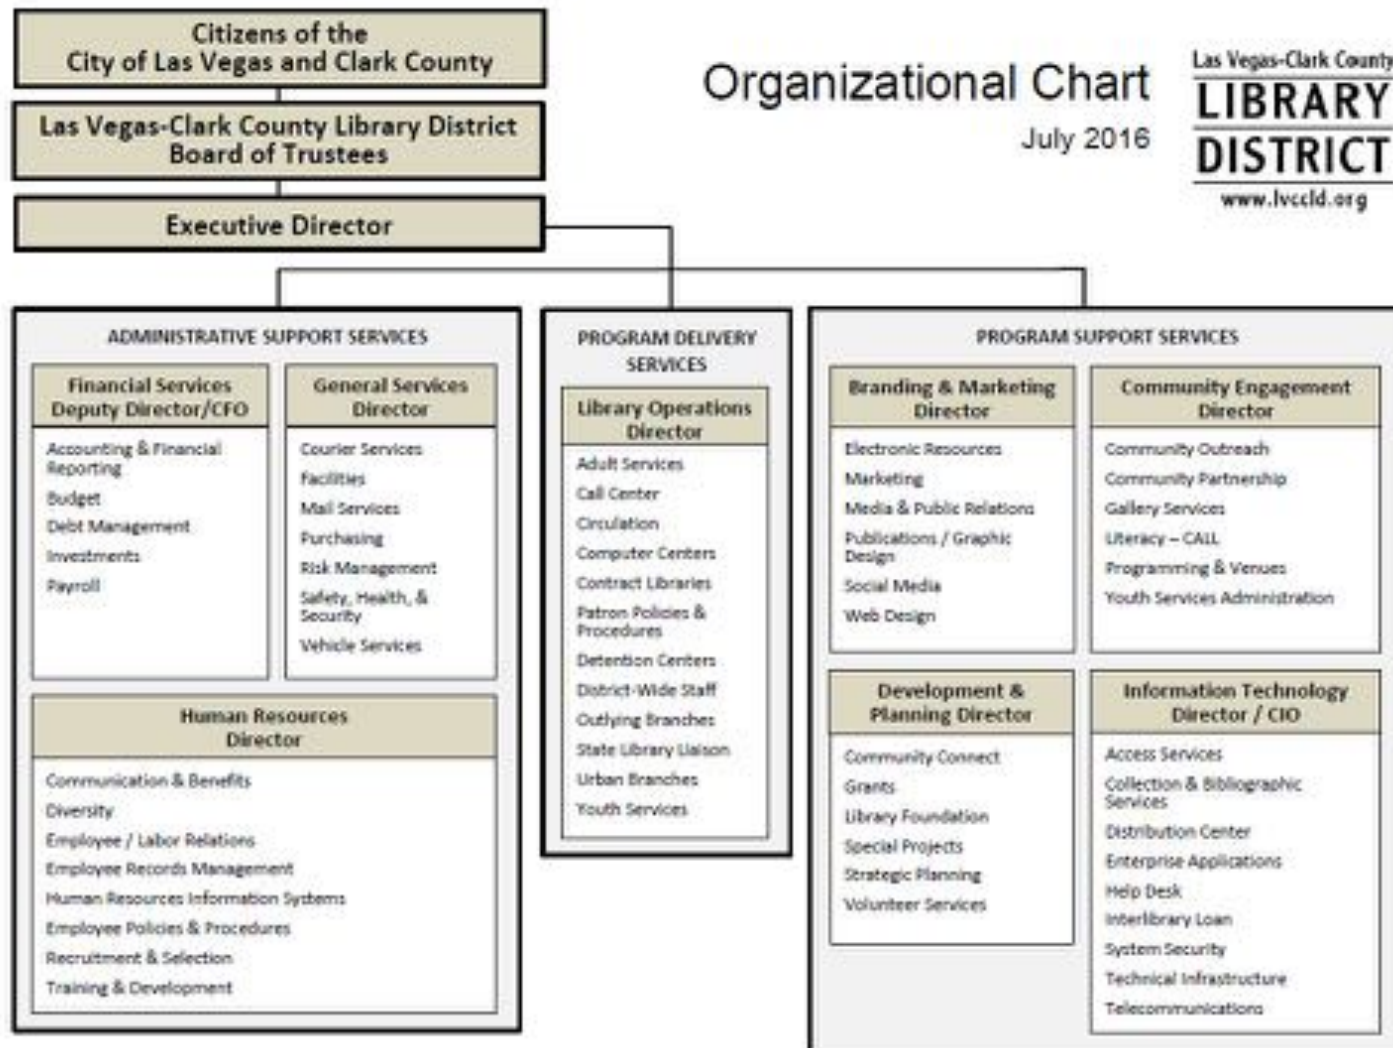 Citizens of the
City of Las Vegas and Clark County
Las Vegas-Clark County Library District
Board of Trustees
Executive Director
Organizational Chart
July 2016
Las Vegas-Clark County
LIBRARY
DISTRICT
www.lvccld.org
ADMINISTRATIVE SUPPORT SERVICES
Financial Services
Deputy Director/CFO
Accounting & Financial
Reporting
Budget
Debt Management
Investments
Payroll
General Services
Director
Courier Services
Facilities
Mail Services
Purchasing
Risk Management
Safety, Health, &
Security
Vehicle Services
Human Resources
Director
Communication & Benefits
Diversity
Employee / Labor Relations
Employee Records Management
Human Resources Information Systems
Employee Policies & Procedures
Recruitment & Selection
Training & Development
PROGRAM DELIVERY
SERVICES
Library Operations
Director
Adult Services
Call Center
Circulation
Computer Centers
Contract Libraries
Patron Policies &
Procedures
Detention Centers
District-Wide Staff
Outlying Branches
State Library Liaison
Urban Branches
Youth Services
PROGRAM SUPPORT SERVICES
Branding & Marketing
Director
Electronic Resources
Marketing
Media & Public Relations
Publications / Graphic
Design
Social Media
Web Design
Community Engagement
Director
Community Outreach
Community Partnership
Gallery Services
Literacy – CALL
Programming & Venues
Youth Services Administration
Development &
Planning Director
Community Connect
Grants
Library Foundation
Special Projects
Strategic Planning
Volunteer Services
Information Technology
Director / CIO
Access Services
Collection & Bibliographic
Services
Distribution Center
Enterprise Applications
Help Desk
Interlibrary Loan
System Security
Technical Infrastructure
Telecommunications